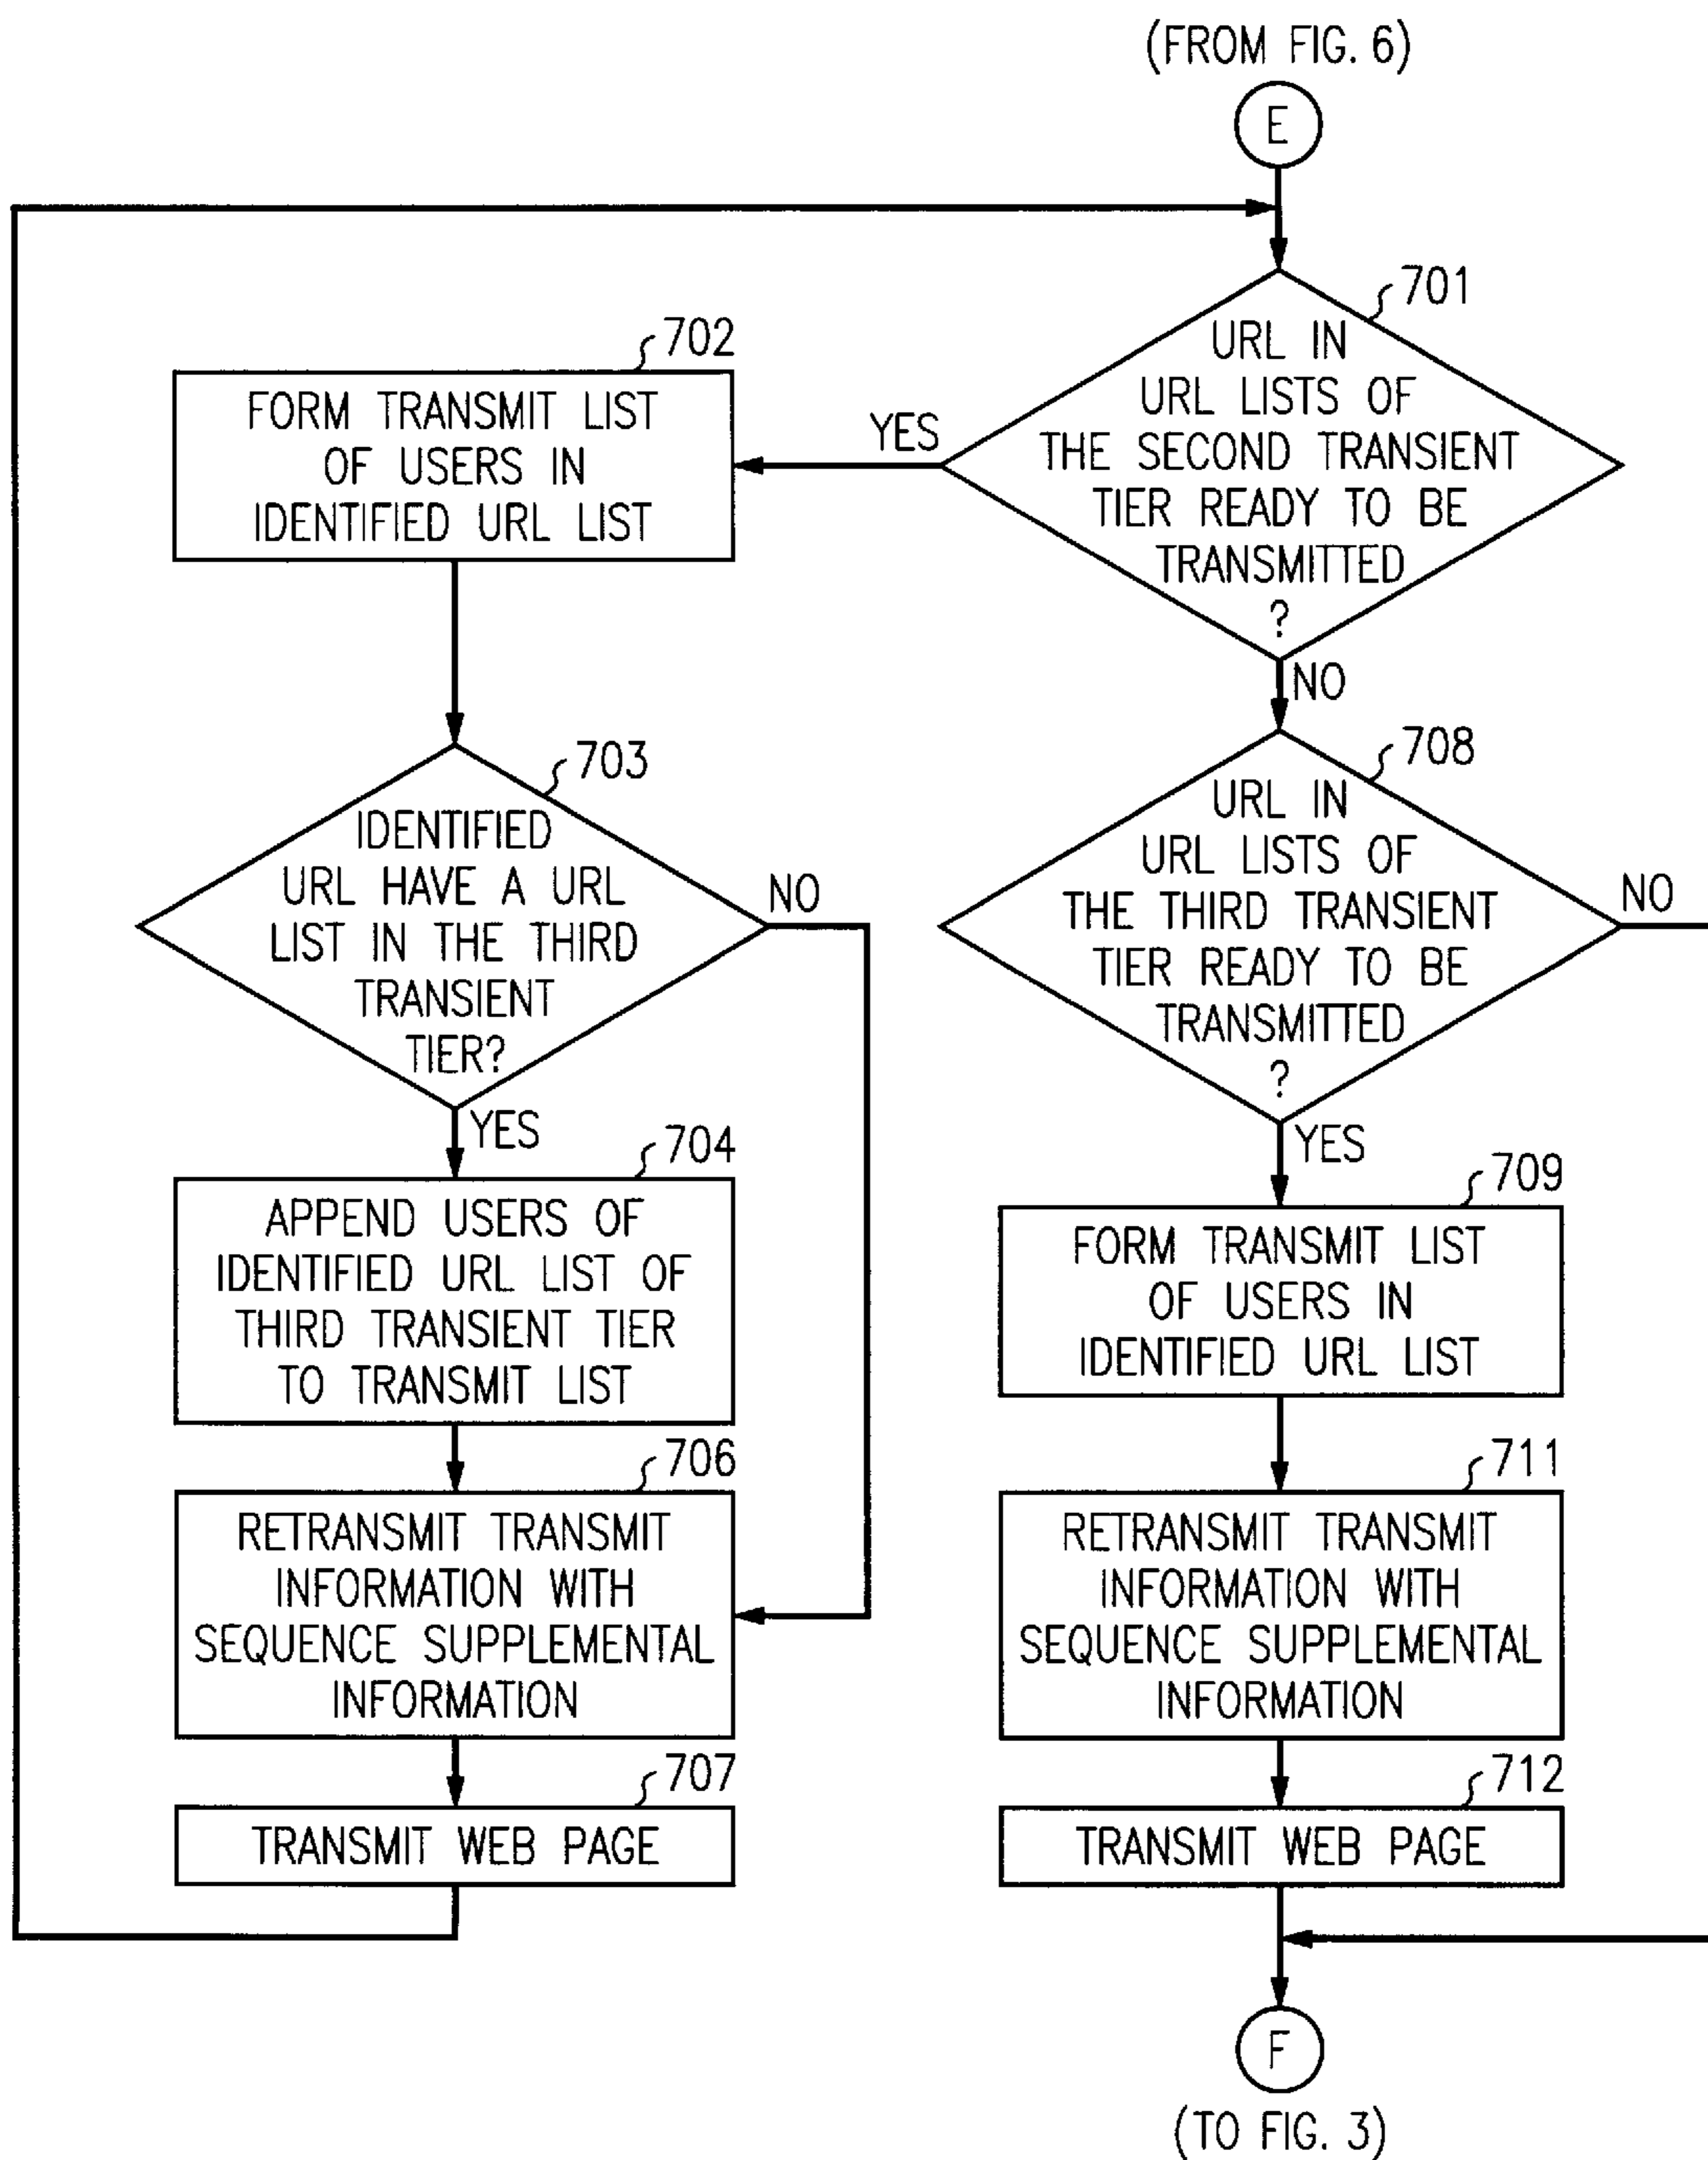 (FROM FIG. 6)
E
701
URL IN
URL LISTS OF
THE SECOND TRANSIENT
TIER READY TO BE
TRANSMITTED
?
YES
NO
702
FORM TRANSMIT LIST
OF USERS IN
IDENTIFIED URL LIST
703
IDENTIFIED
URL HAVE A URL
LIST IN THE THIRD
TRANSIENT
TIER?
NO
YES
704
APPEND USERS OF
IDENTIFIED URL LIST OF
THIRD TRANSIENT TIER
TO TRANSMIT LIST
706
RETRANSMIT TRANSMIT
INFORMATION WITH
SEQUENCE SUPPLEMENTAL
INFORMATION
707
TRANSMIT WEB PAGE
708
URL IN
URL LISTS OF
THE THIRD TRANSIENT
TIER READY TO BE
TRANSMITTED
?
NO
YES
709
FORM TRANSMIT LIST
OF USERS IN
IDENTIFIED URL LIST
711
RETRANSMIT TRANSMIT
INFORMATION WITH
SEQUENCE SUPPLEMENTAL
INFORMATION
712
TRANSMIT WEB PAGE
F
(TO FIG. 3)